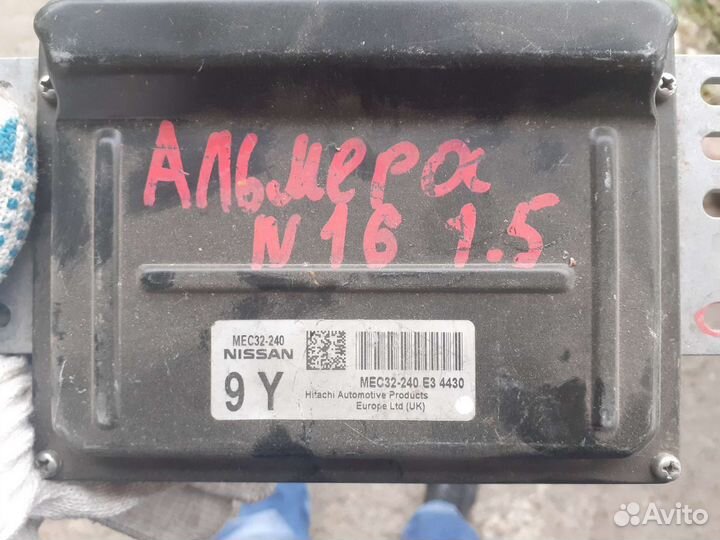 Альмера
N16 1.5
MEC32-240
NISSAN
9 Y
MEC32-240 E3 4430
Hitachi Automotive Products
Europe Ltd (UK)
Avito